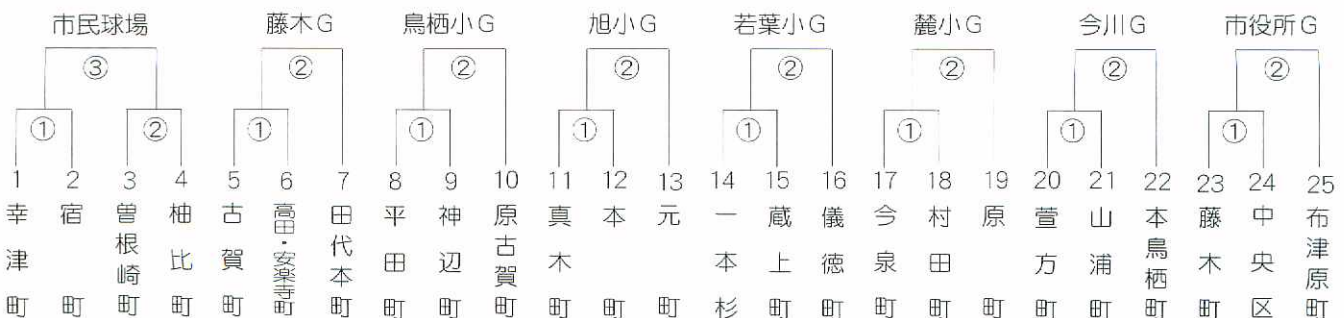 市民球場 藤木G 鳥栖小G 旭小G 若葉小G 麓小G 今川G 市役所G
③ ② ② ② ② ② ② ②
① ② ① ① ① ① ① ① ①
1 2 3 4 5 6 7 8 9 10 11 12 13 14 15 16 17 18 19 20 21 22 23 24 25
幸津町
宿町
曽根崎町
柚比町
古賀町
高田・安楽寺町
田代本町
平田町
神辺町
原古賀町
真木町
本町
元町
一本杉
蔵上町
儀徳町
今泉町
村田町
原町
萱方町
山浦町
本鳥栖町
藤木町
中央区
布津原町